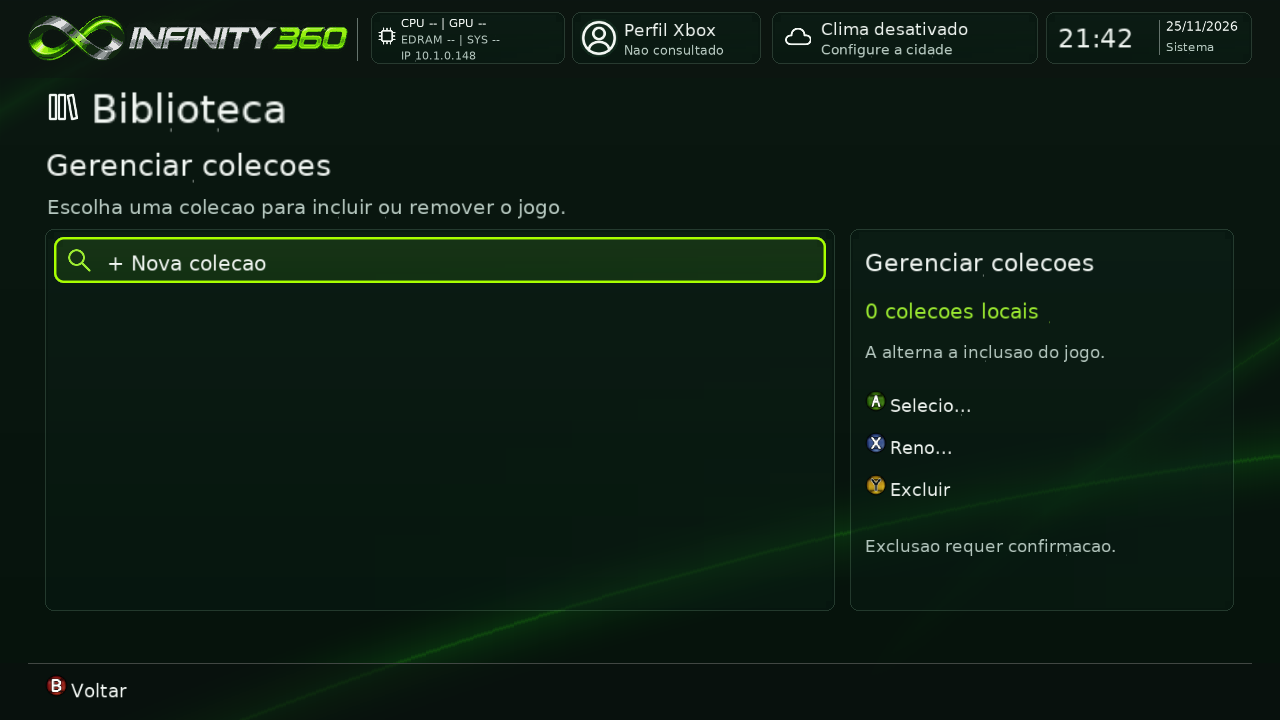 INFINITY 360
CPU -- | GPU --
EDRAM -- | SYS --
IP 10.1.0.148
Perfil Xbox
Nao consultado
Clima desativado
Configure a cidade
21:42
25/11/2026
Sistema
Biblioteca
Gerenciar colecoes
Escolha uma colecao para incluir ou remover o jogo.
+ Nova colecao
Gerenciar colecoes
0 colecoes locais
A alterna a inclusao do jogo.
A Selecio...
X Reno...
Y Excluir
Exclusao requer confirmacao.
B Voltar